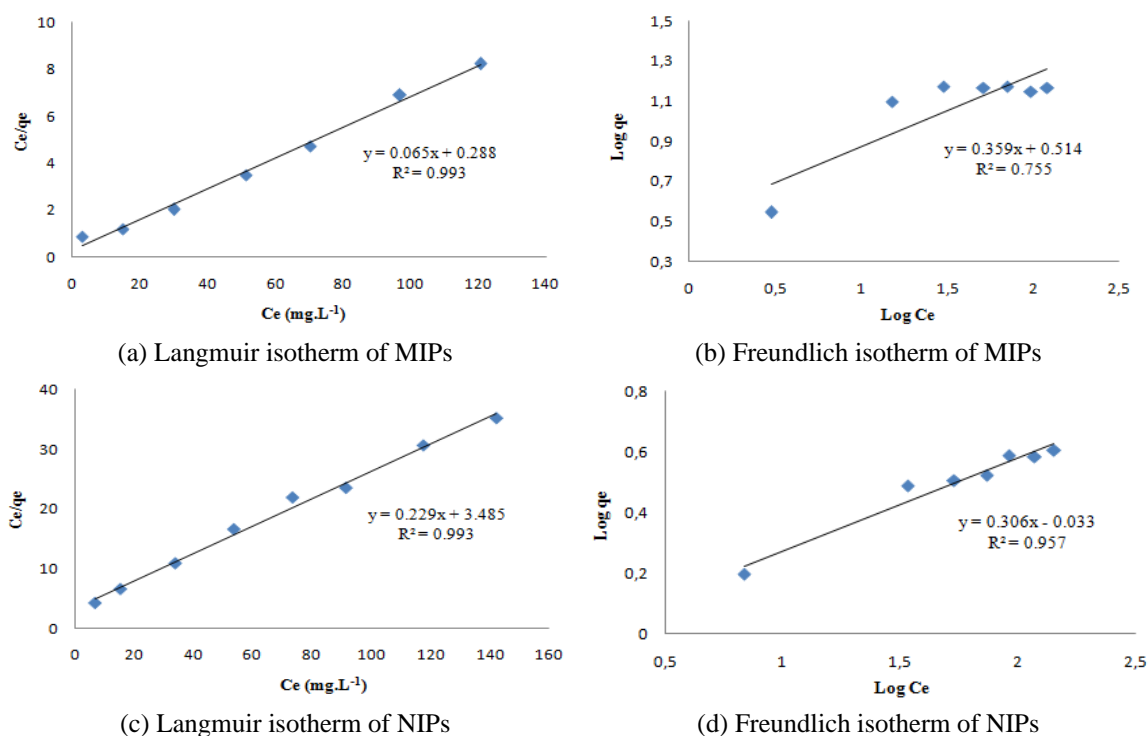 10
8
6
4
2
0
Ce/qe
0 20 40 60 80 100 120 140
Ce (mg.L⁻¹)
y = 0.065x + 0.288
R² = 0.993
(a) Langmuir isotherm of MIPs
1,5
1,3
1,1
0,9
0,7
0,5
0,3
Log qe
0 0,5 1 1,5 2 2,5
Log Ce
y = 0.359x + 0.514
R² = 0.755
(b) Freundlich isotherm of MIPs
40
30
20
10
0
Ce/qe
0 20 40 60 80 100 120 140 160
Ce (mg.L⁻¹)
y = 0.229x + 3.485
R² = 0.993
(c) Langmuir isotherm of NIPs
0,8
0,6
0,4
0,2
0
Log qe
0,5 1 1,5 2 2,5
Log Ce
y = 0.306x - 0.033
R² = 0.957
(d) Freundlich isotherm of NIPs